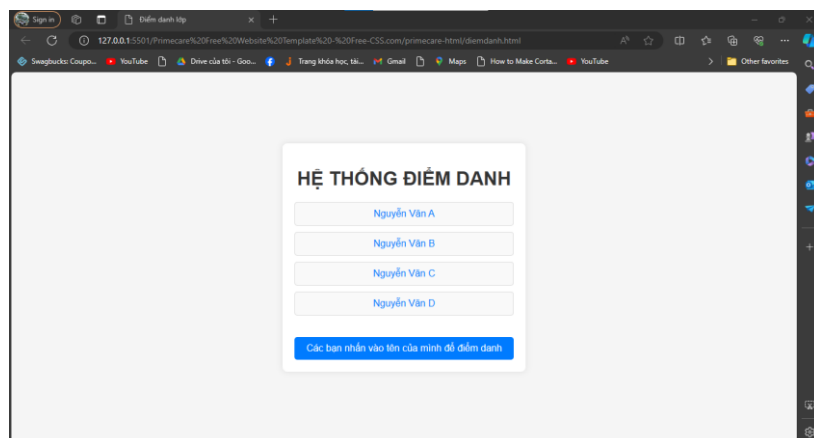 Sign in
Điểm danh lớp
127.0.0.1:5501/Primecare%20Free%20Website%20Template%20-%20Free-CSS.com/primecare-html/diemdanh.html
Swagbucks: Coupo...
YouTube
Drive của tôi - Goo...
Trang khóa học, tài...
Gmail
Maps
How to Make Corta...
YouTube
Other favorites
HỆ THỐNG ĐIỂM DANH
Nguyễn Văn A
Nguyễn Văn B
Nguyễn Văn C
Nguyễn Văn D
Các bạn nhấn vào tên của mình để điểm danh